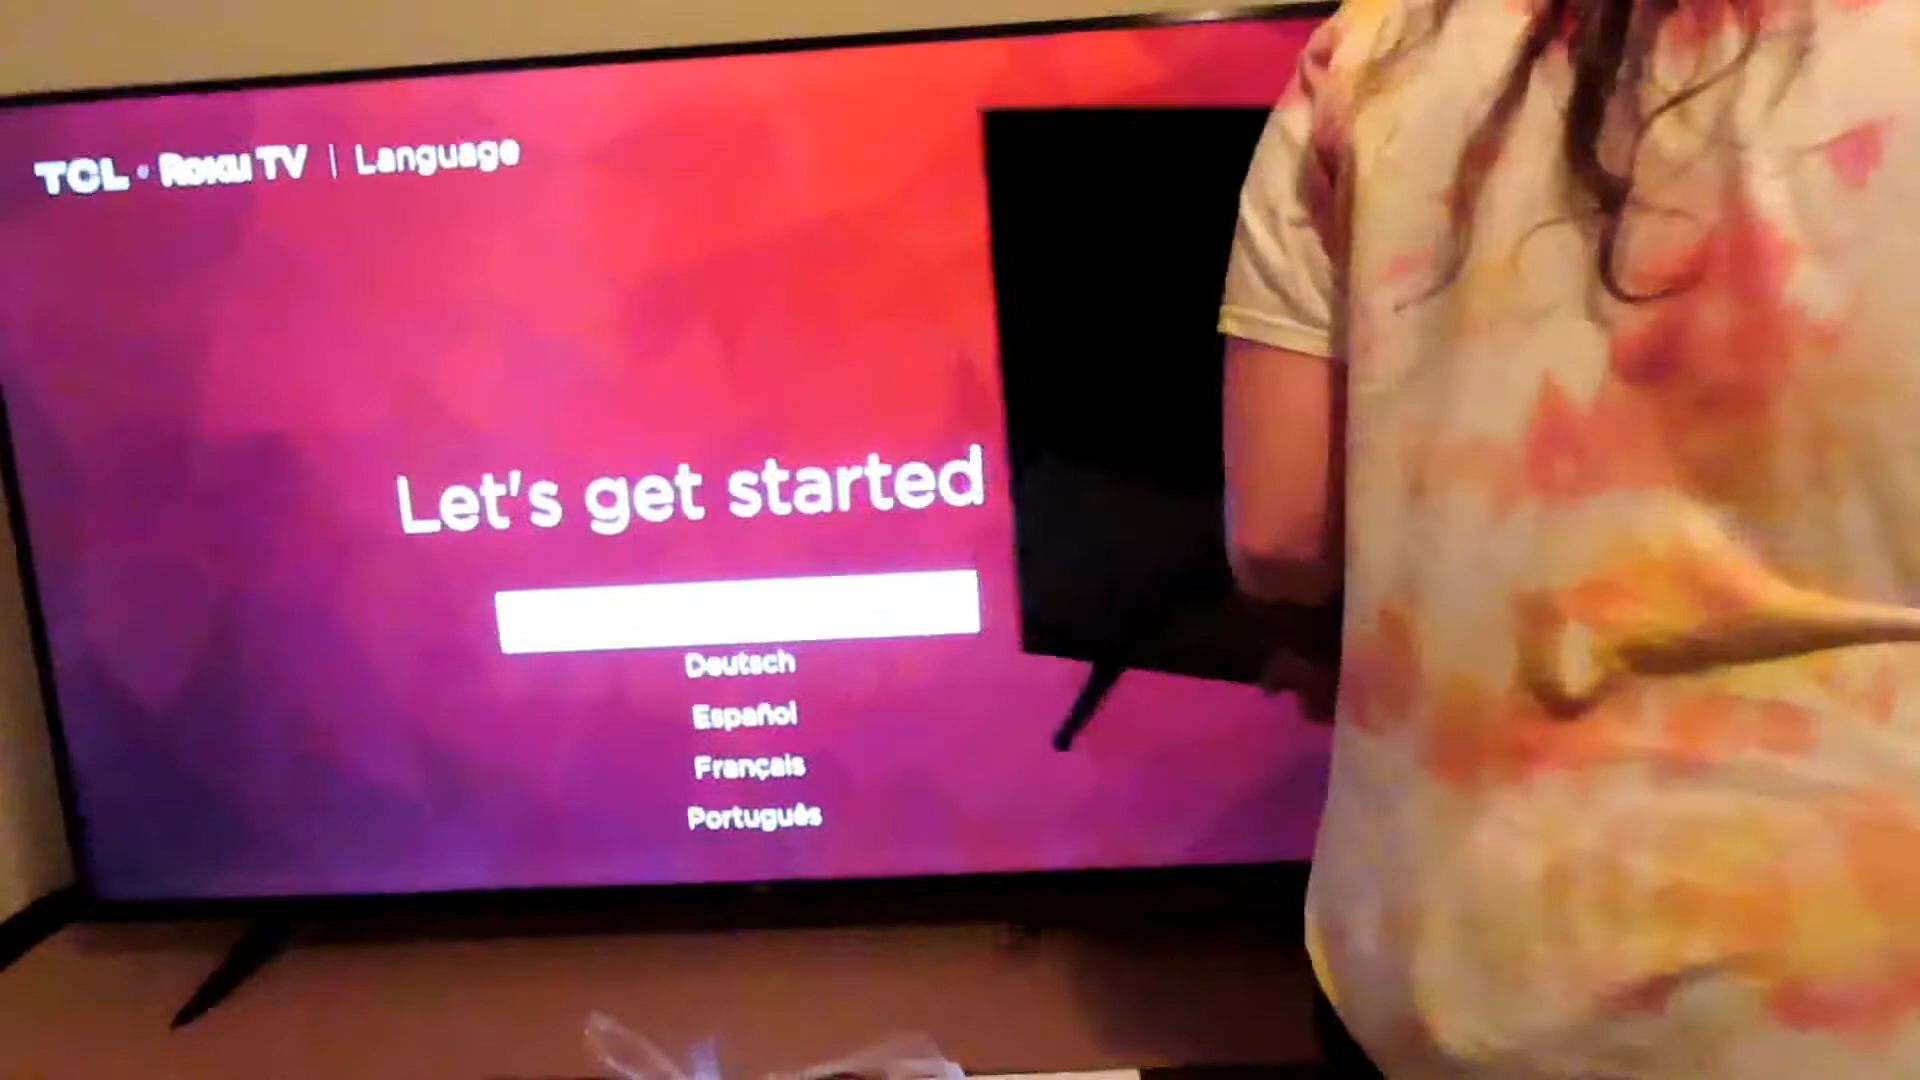 TCL • Roku TV | Language
Let's get started
Deutsch
Español
Français
Português